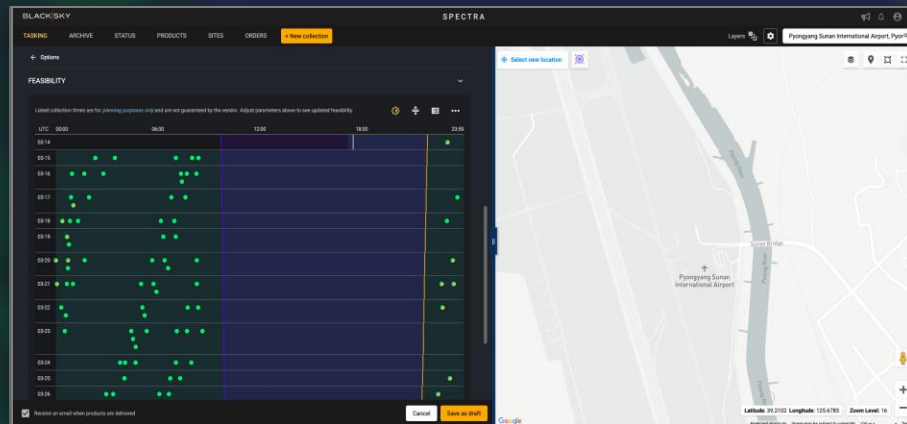 BLACKSKY
SPECTRA
TASKING ARCHIVE STATUS PRODUCTS SITES ORDERS + New collection
Layers
Pyongyang Sunan International Airport, Pyon
← Options
Select new location
FEASIBILITY
Listed collection times are for planning purposes only and are not guaranteed by the vendor. Adjust parameters above to see updated feasibility.
UTC 00:00 06:00 12:00 18:00 23:59
03-14
03-15
03-16
03-17
03-18
03-19
03-20
03-21
03-22
03-23
03-24
03-25
03-26
Receive an email when products are delivered
Cancel
Save as draft
Sunan Bridge
Pyongyang Sunan
International Airport
Latitude: 39.2102 Longitude: 125.6793 Zoom Level: 16
Google